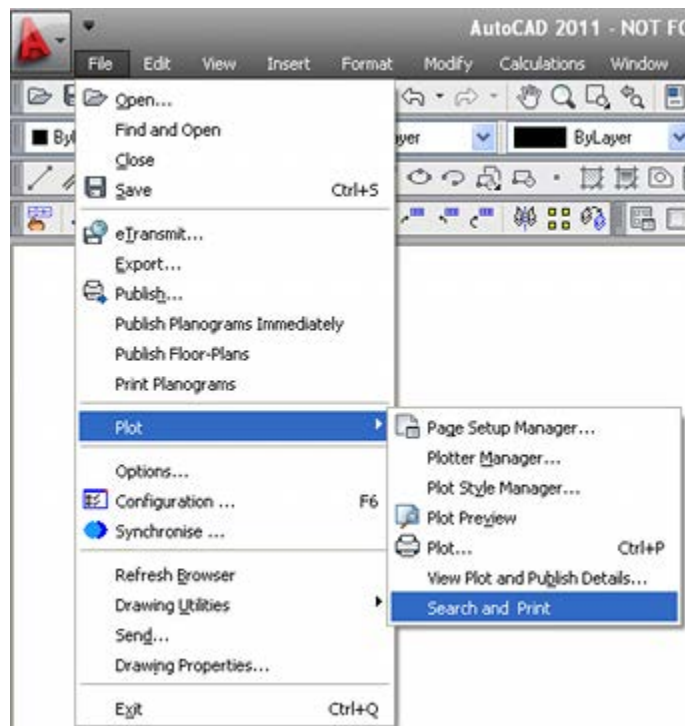 AutoCAD 2011 - NOT FO
File Edit View Insert Format Modify Calculations Window
Open...
Find and Open
ByLayer
Close
Save Ctrl+S
eTransmit...
Export...
Publish...
Publish Planograms Immediately
Publish Floor-Plans
Print Planograms
Plot
Page Setup Manager...
Plotter Manager...
Plot Style Manager...
Plot Preview
Plot... Ctrl+P
View Plot and Publish Details...
Search and Print
Options...
Configuration ... F6
Synchronise ...
Refresh Browser
Drawing Utilities
Send...
Drawing Properties...
Exit Ctrl+Q